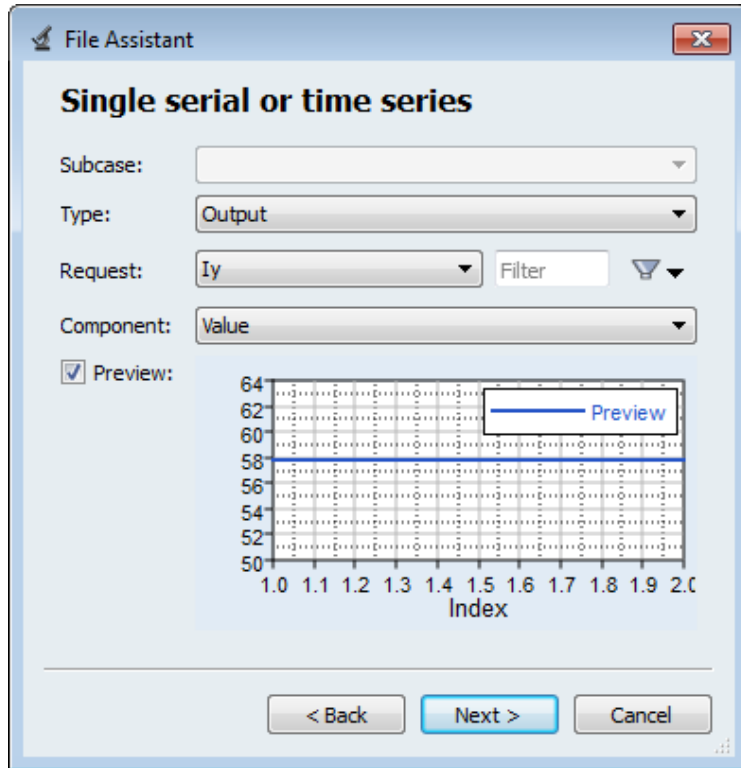 File Assistant
Single serial or time series
Subcase:
Type: Output
Request: Iy Filter
Component: Value
Preview:
64
62
60
58
56
54
52
50
Preview
1.0 1.1 1.2 1.3 1.4 1.5 1.6 1.7 1.8 1.9 2.0
Index
< Back Next > Cancel